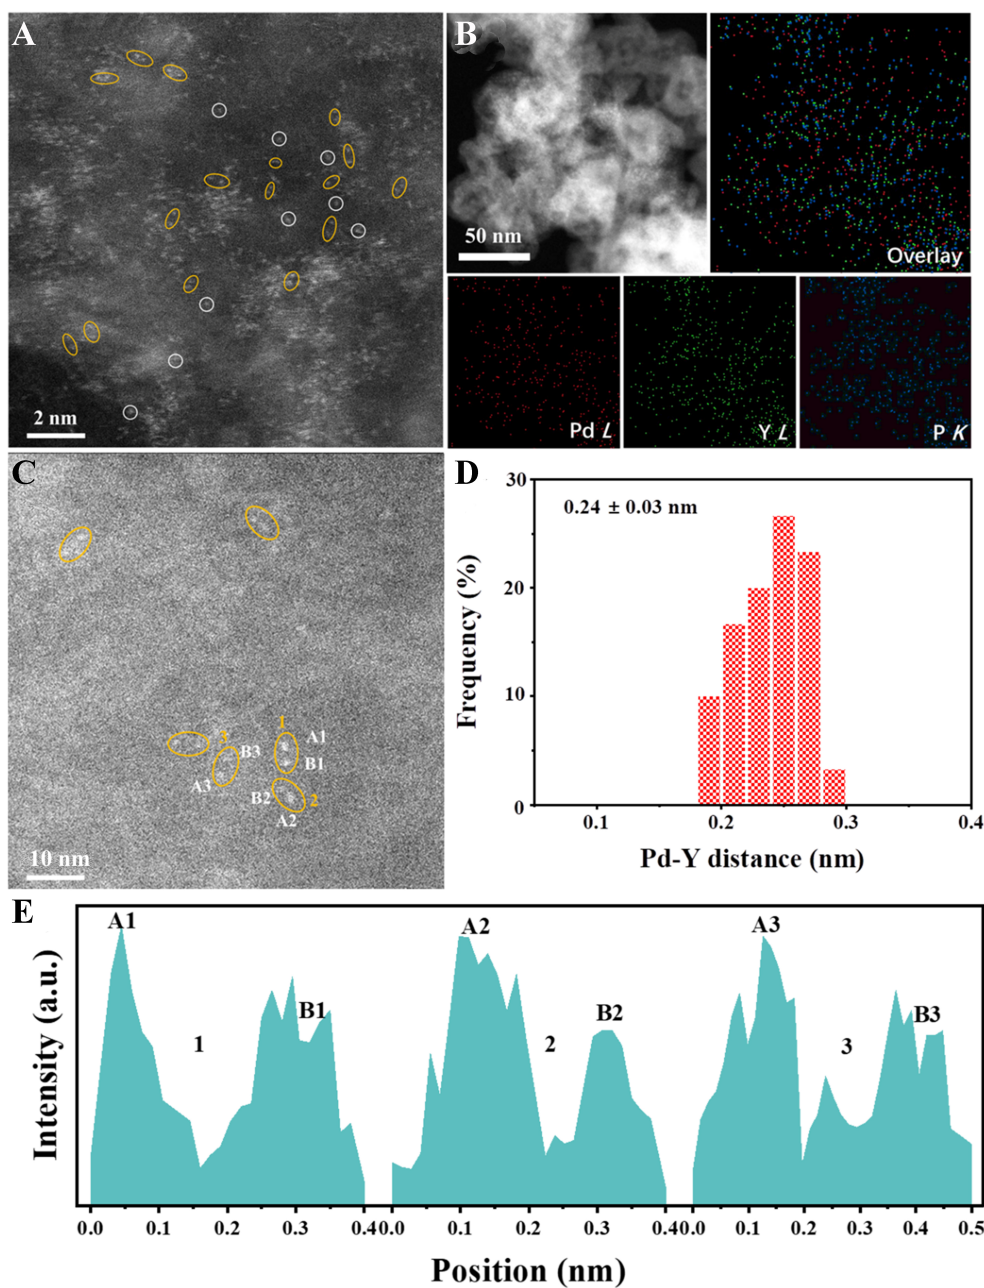 A
2 nm
B
50 nm
Overlay
Pd L
Y L
P K
C
1
A1
3
B3
B1
A3
B2
2
A2
10 nm
D
30
0.24 ± 0.03 nm
20
10
0
Frequency (%)
0.1
0.2
0.3
0.4
Pd-Y distance (nm)
E
A1
A2
A3
B1
B2
B3
1
2
3
Intensity (a.u.)
0.0 0.1 0.2 0.3 0.40.0 0.1 0.2 0.3 0.40.0 0.1 0.2 0.3 0.4 0.5
Position (nm)